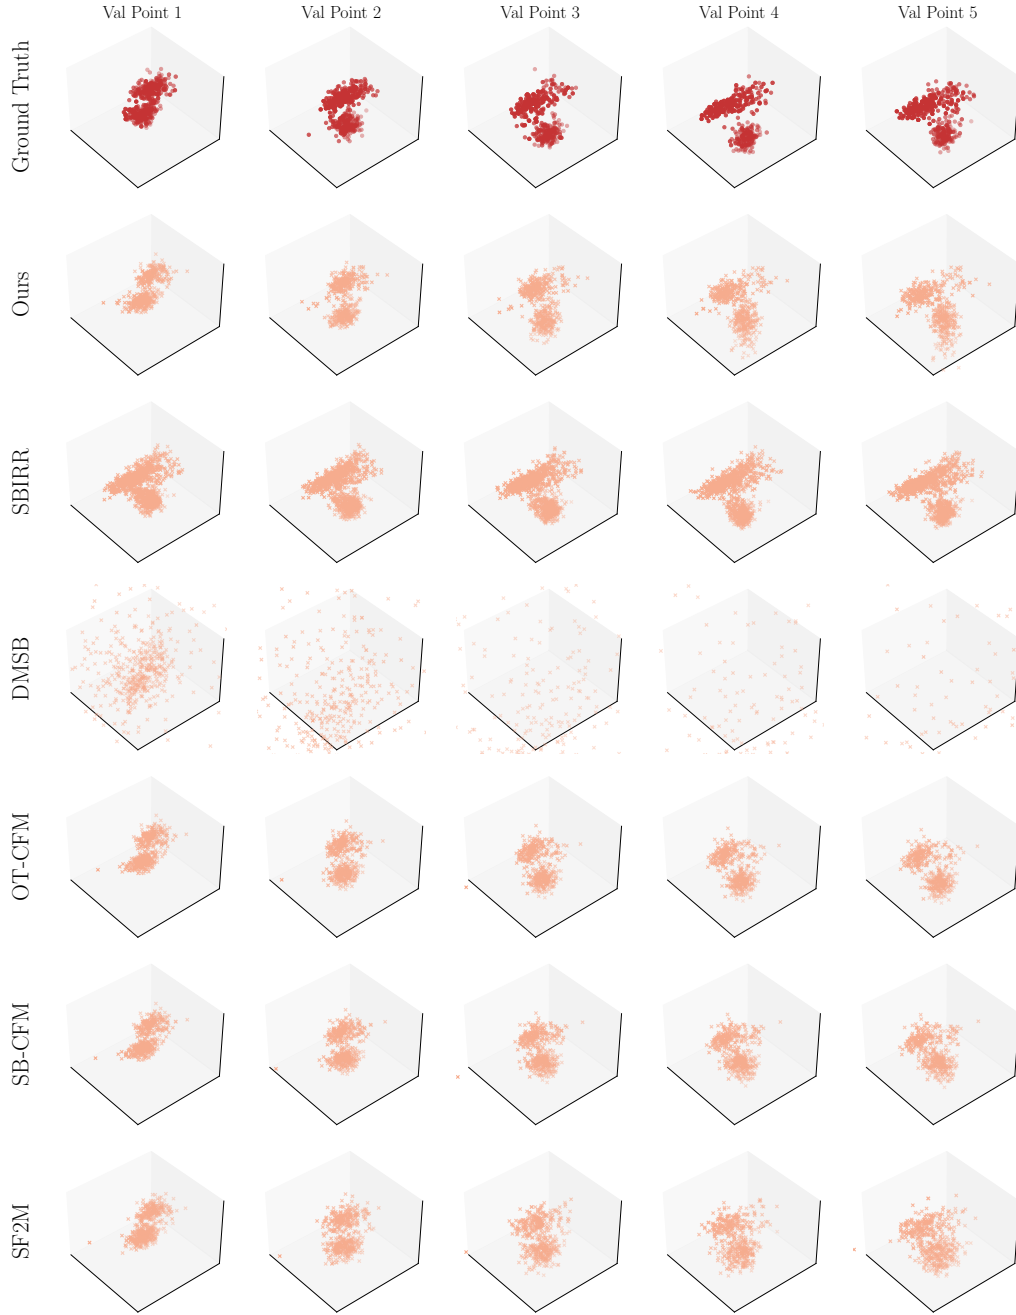 Val Point 1
Val Point 2
Val Point 3
Val Point 4
Val Point 5
Ground Truth
Ours
SBIRR
DMSB
OT-CFM
SB-CFM
SF2M